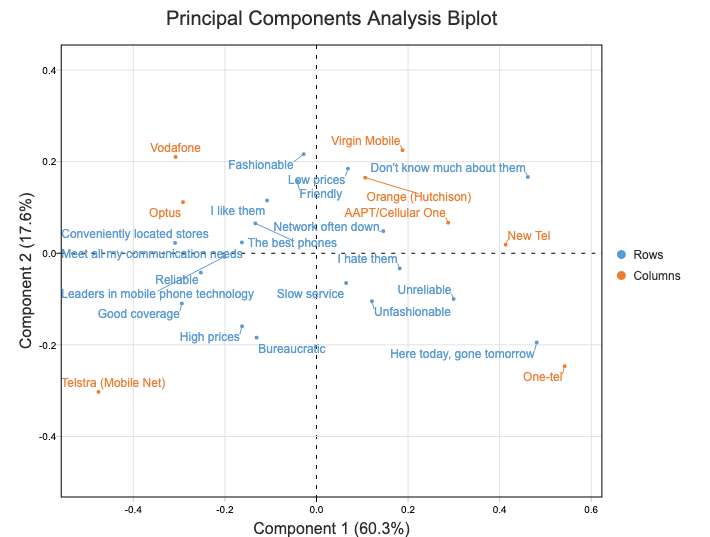 Principal Components Analysis Biplot
Component 2 (17.6%)
0.4
0.2
0.0
-0.2
-0.4
Virgin Mobile
Vodafone
Fashionable
Don't know much about them
Low prices
Friendly
Orange (Hutchison)
Optus
I like them
AAPT/Cellular One
Network often down
Conveniently located stores
New Tel
The best phones
Meet all my communication needs
I hate them
Reliable
Leaders in mobile phone technology
Slow service
Unreliable
Good coverage
Unfashionable
High prices
Bureaucratic
Here today, gone tomorrow
One-tel
Telstra (Mobile Net)
-0.4
-0.2
0.0
0.2
0.4
0.6
Component 1 (60.3%)
Rows
Columns